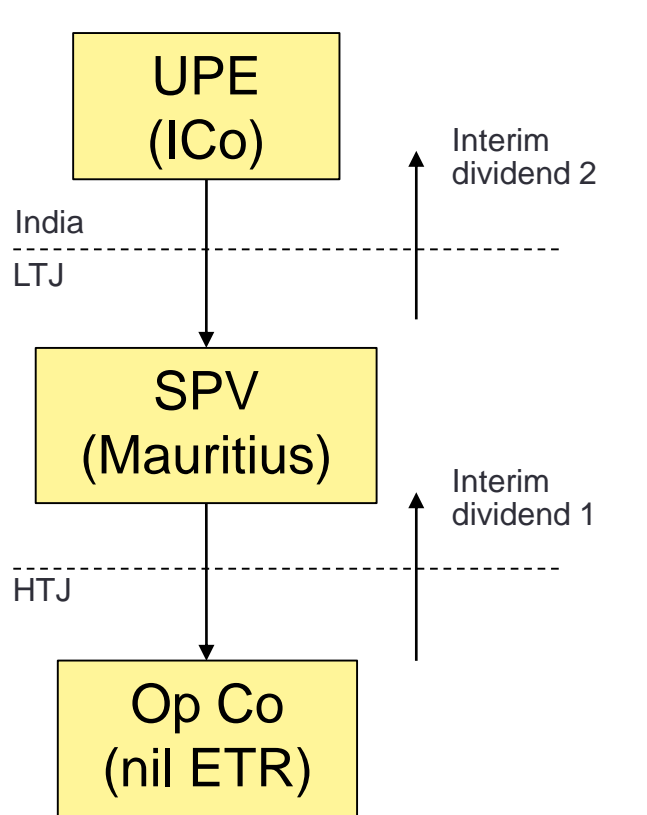 UPE
(ICo)
Interim
dividend 2
India
LTJ
SPV
(Mauritius)
Interim
dividend 1
HTJ
Op Co
(nil ETR)